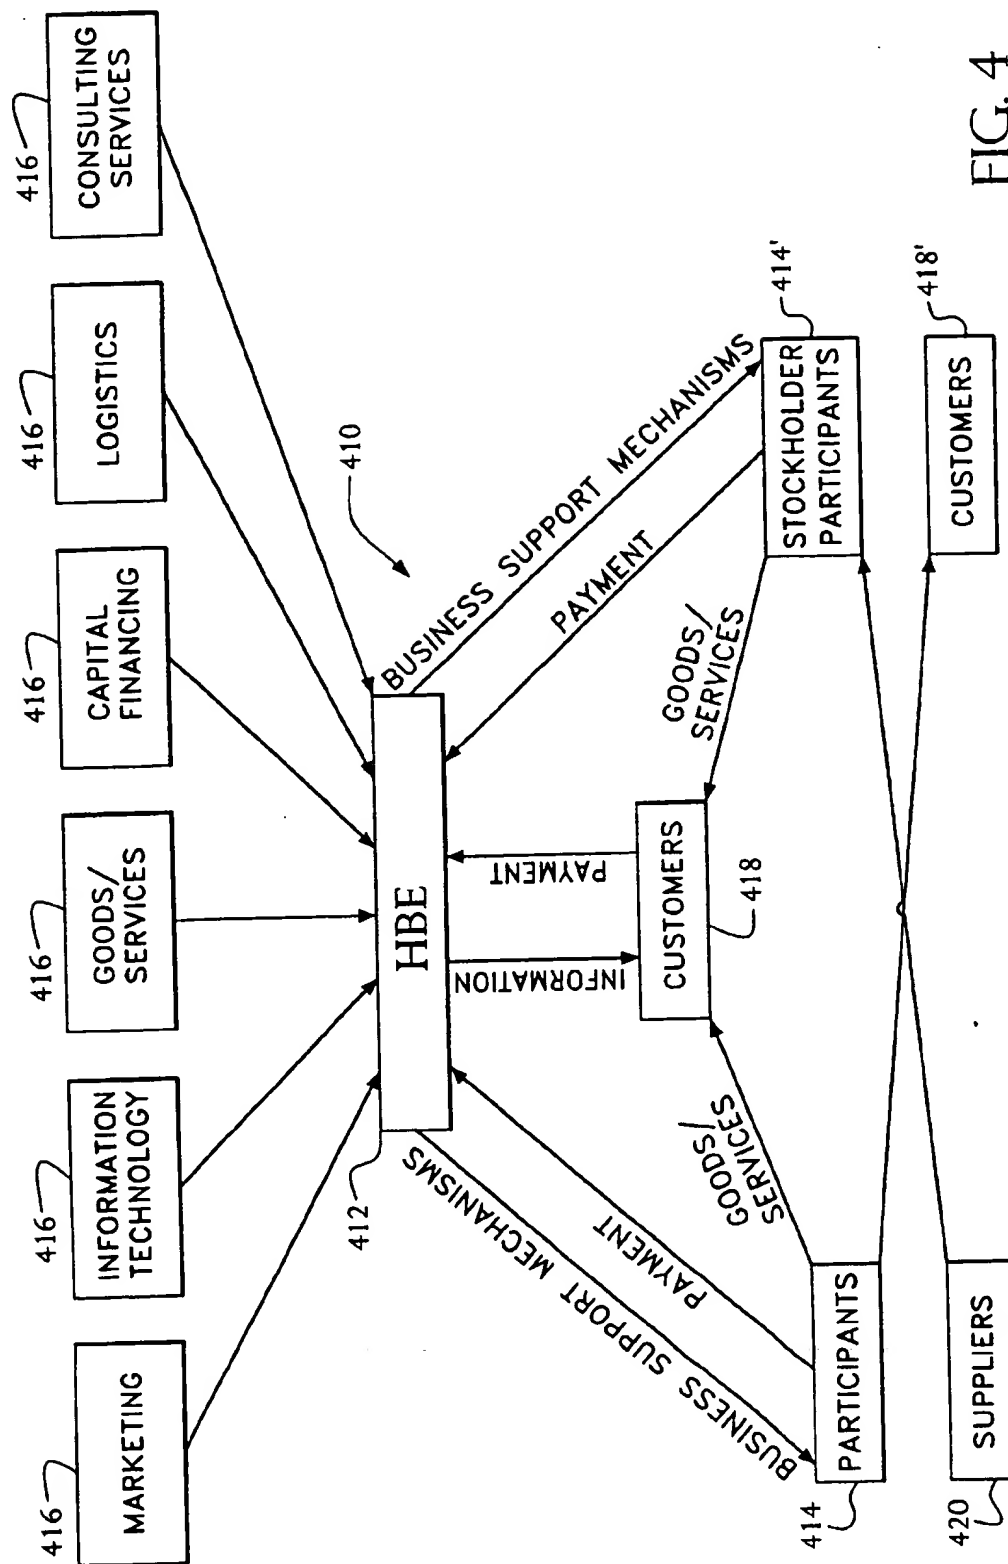 416
MARKETING
416
INFORMATION
TECHNOLOGY
416
GOODS/
SERVICES
416
CAPITAL
FINANCING
416
LOGISTICS
416
CONSULTING
SERVICES
410
412
HBE
BUSINESS SUPPORT MECHANISMS
PAYMENT
INFORMATION
PAYMENT
PAYMENT
BUSINESS SUPPORT MECHANISMS
GOODS/
SERVICES
CUSTOMERS
418
GOODS/
SERVICES
414
PARTICIPANTS
STOCKHOLDER
PARTICIPANTS
414'
420
SUPPLIERS
CUSTOMERS
418'
FIG. 4